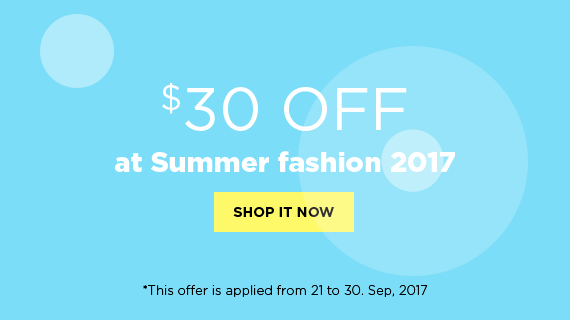 $30 OFF
at Summer fashion 2017
SHOP IT NOW
*This offer is applied from 21 to 30. Sep, 2017